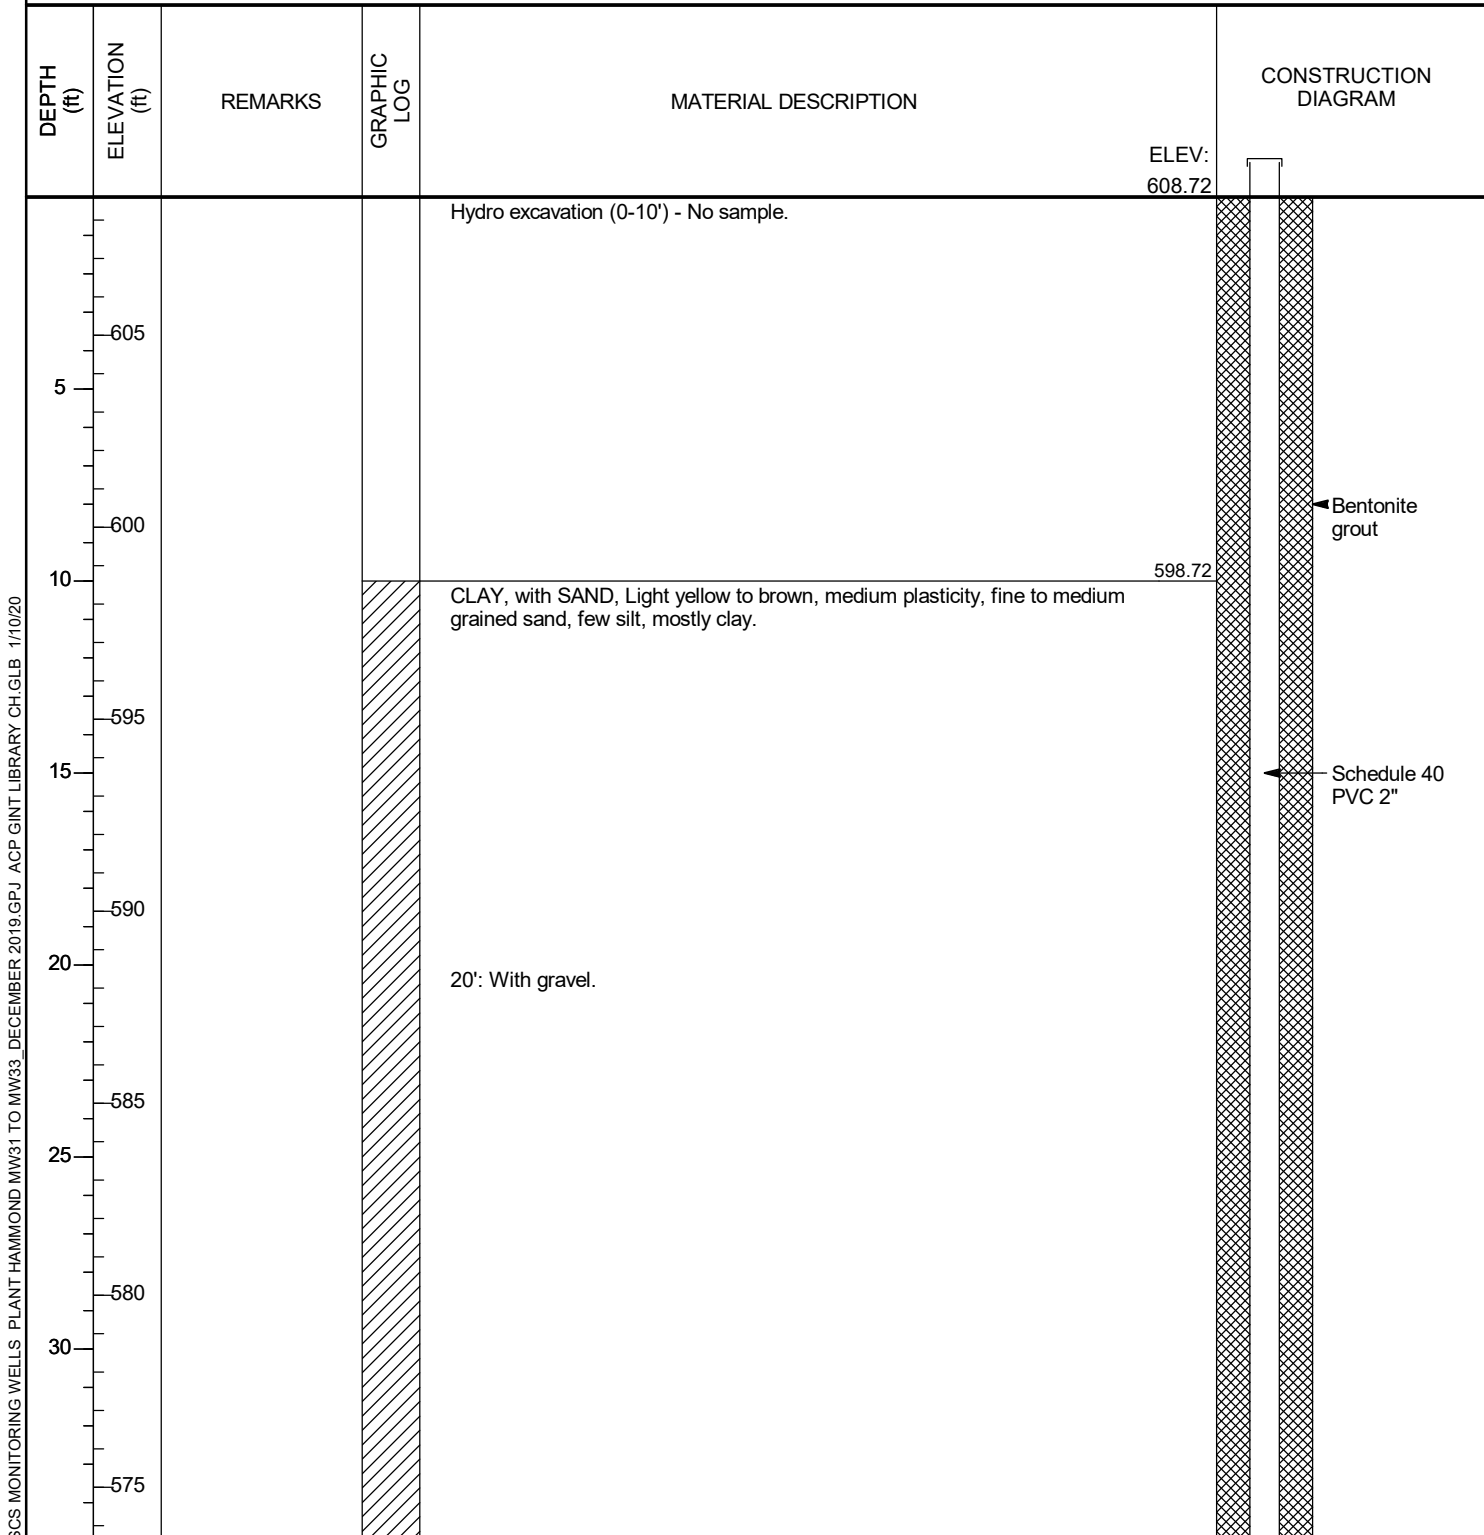 DEPTH
(ft)
ELEVATION
(ft)
REMARKS
GRAPHIC
LOG
MATERIAL DESCRIPTION
CONSTRUCTION
DIAGRAM
ELEV:
608.72
Hydro excavation (0-10') - No sample.
605
5
Bentonite
grout
600
598.72
10
CLAY, with SAND, Light yellow to brown, medium plasticity, fine to medium
grained sand, few silt, mostly clay.
595
15
Schedule 40
PVC 2"
590
20
20': With gravel.
585
25
580
30
575
SCS MONITORING WELLS PLANT HAMMOND MW31 TO MW33_DECEMBER 2019.GPJ ACP GINT LIBRARY CH.GLB 1/10/20